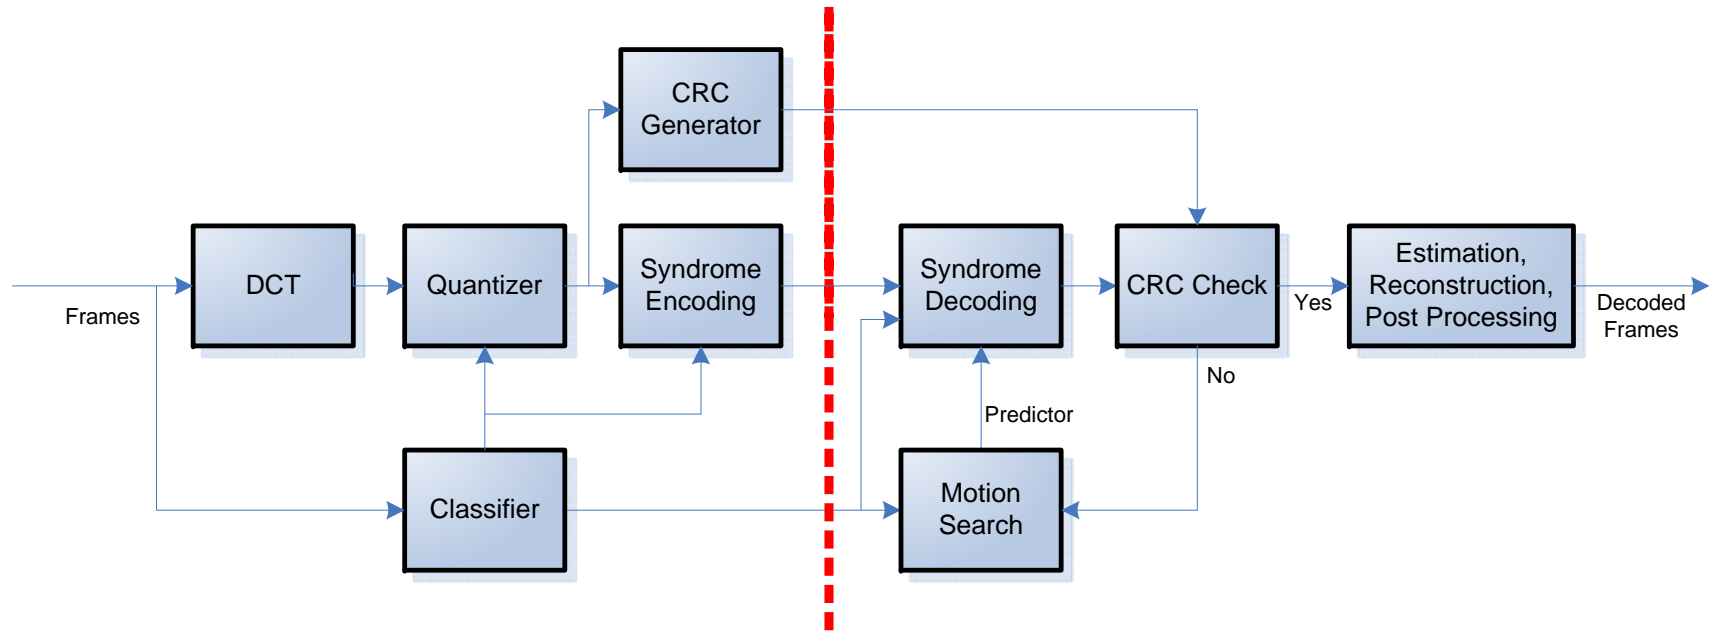 CRC
Generator
DCT
Quantizer
Syndrome
Encoding
Syndrome
Decoding
CRC Check
Estimation,
Reconstruction,
Post Processing
Frames
Yes
Decoded
Frames
No
Predictor
Classifier
Motion
Search